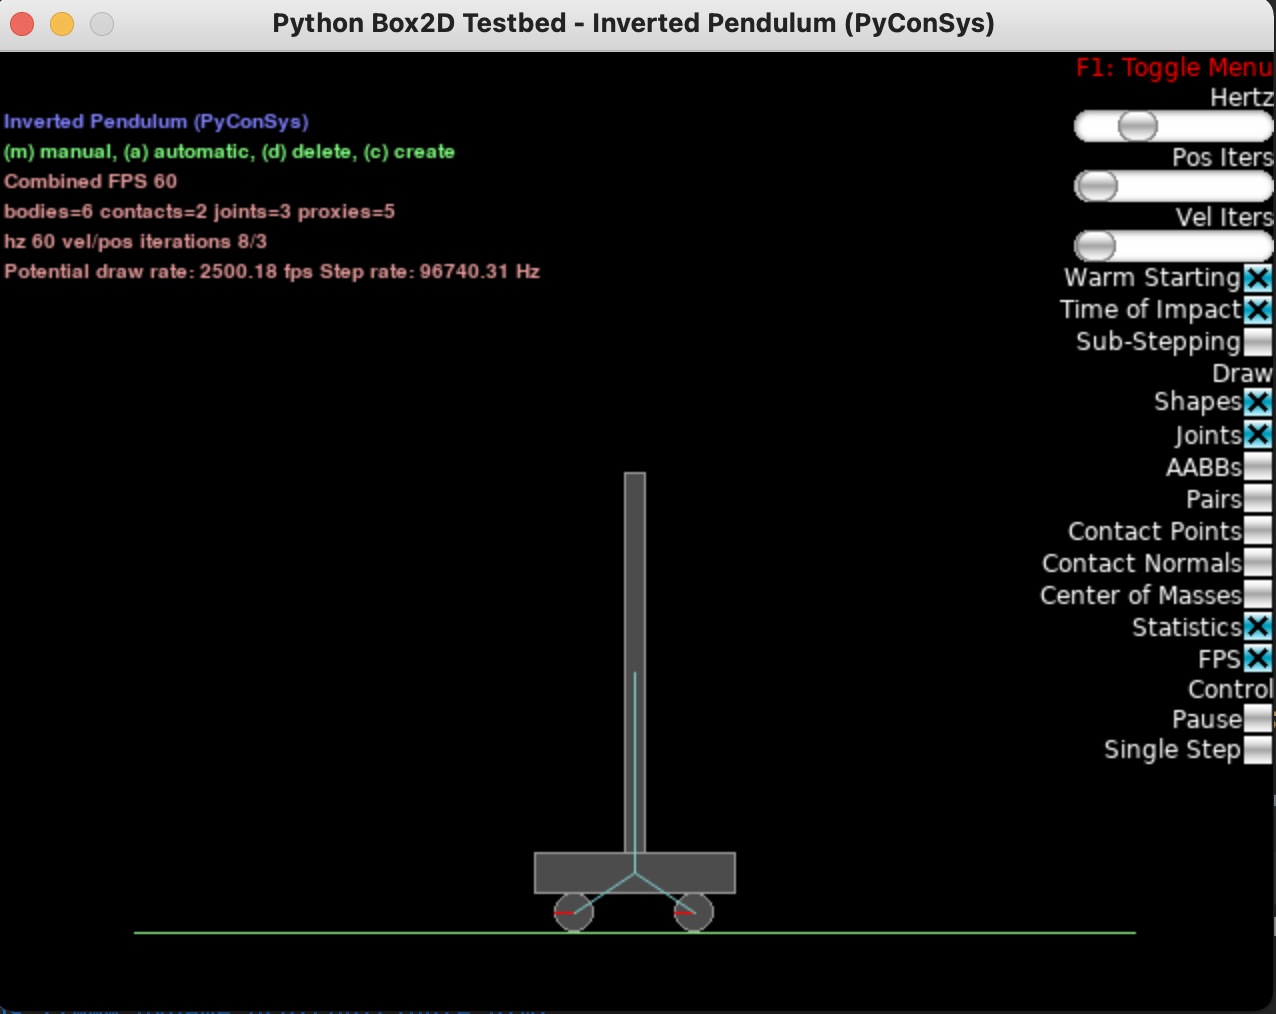 Python Box2D Testbed - Inverted Pendulum (PyConSys)
F1: Toggle Menu
Hertz
Inverted Pendulum (PyConSys)
(m) manual, (a) automatic, (d) delete, (c) create
Pos Iters
Combined FPS 60
bodies=6 contacts=2 joints=3 proxies=5
Vel Iters
hz 60 vel/pos iterations 8/3
Potential draw rate: 2500.18 fps Step rate: 96740.31 Hz
Warm Starting
Time of Impact
Sub-Stepping
Draw
Shapes
Joints
AABBs
Pairs
Contact Points
Contact Normals
Center of Masses
Statistics
FPS
Control
Pause
Single Step